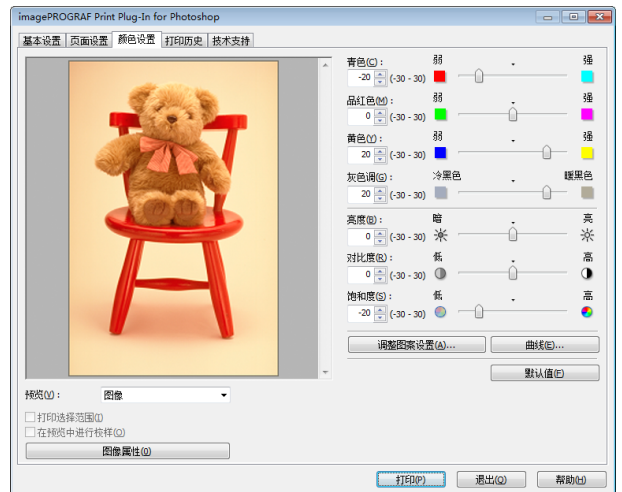 imagePROGRAF Print Plug-In for Photoshop
基本设置 页面设置 颜色设置 打印历史 技术支持
青色(C)： 弱 强
-20 (-30 - 30)
品红色(M)： 弱 强
0 (-30 - 30)
黄色(Y)： 弱 强
20 (-30 - 30)
灰色调(G)： 冷黑色 暖黑色
20 (-30 - 30)
亮度(B)： 暗 亮
0 (-30 - 30)
对比度(R)： 低 高
0 (-30 - 30)
饱和度(S)： 低 高
-20 (-30 - 30)
调整图案设置(A)... 曲线(E)...
默认值(F)
预览(V)： 图像
打印选择范围(I)
在预览中进行校样(O)
图像属性(0)
打印(P) 退出(Q) 帮助(H)